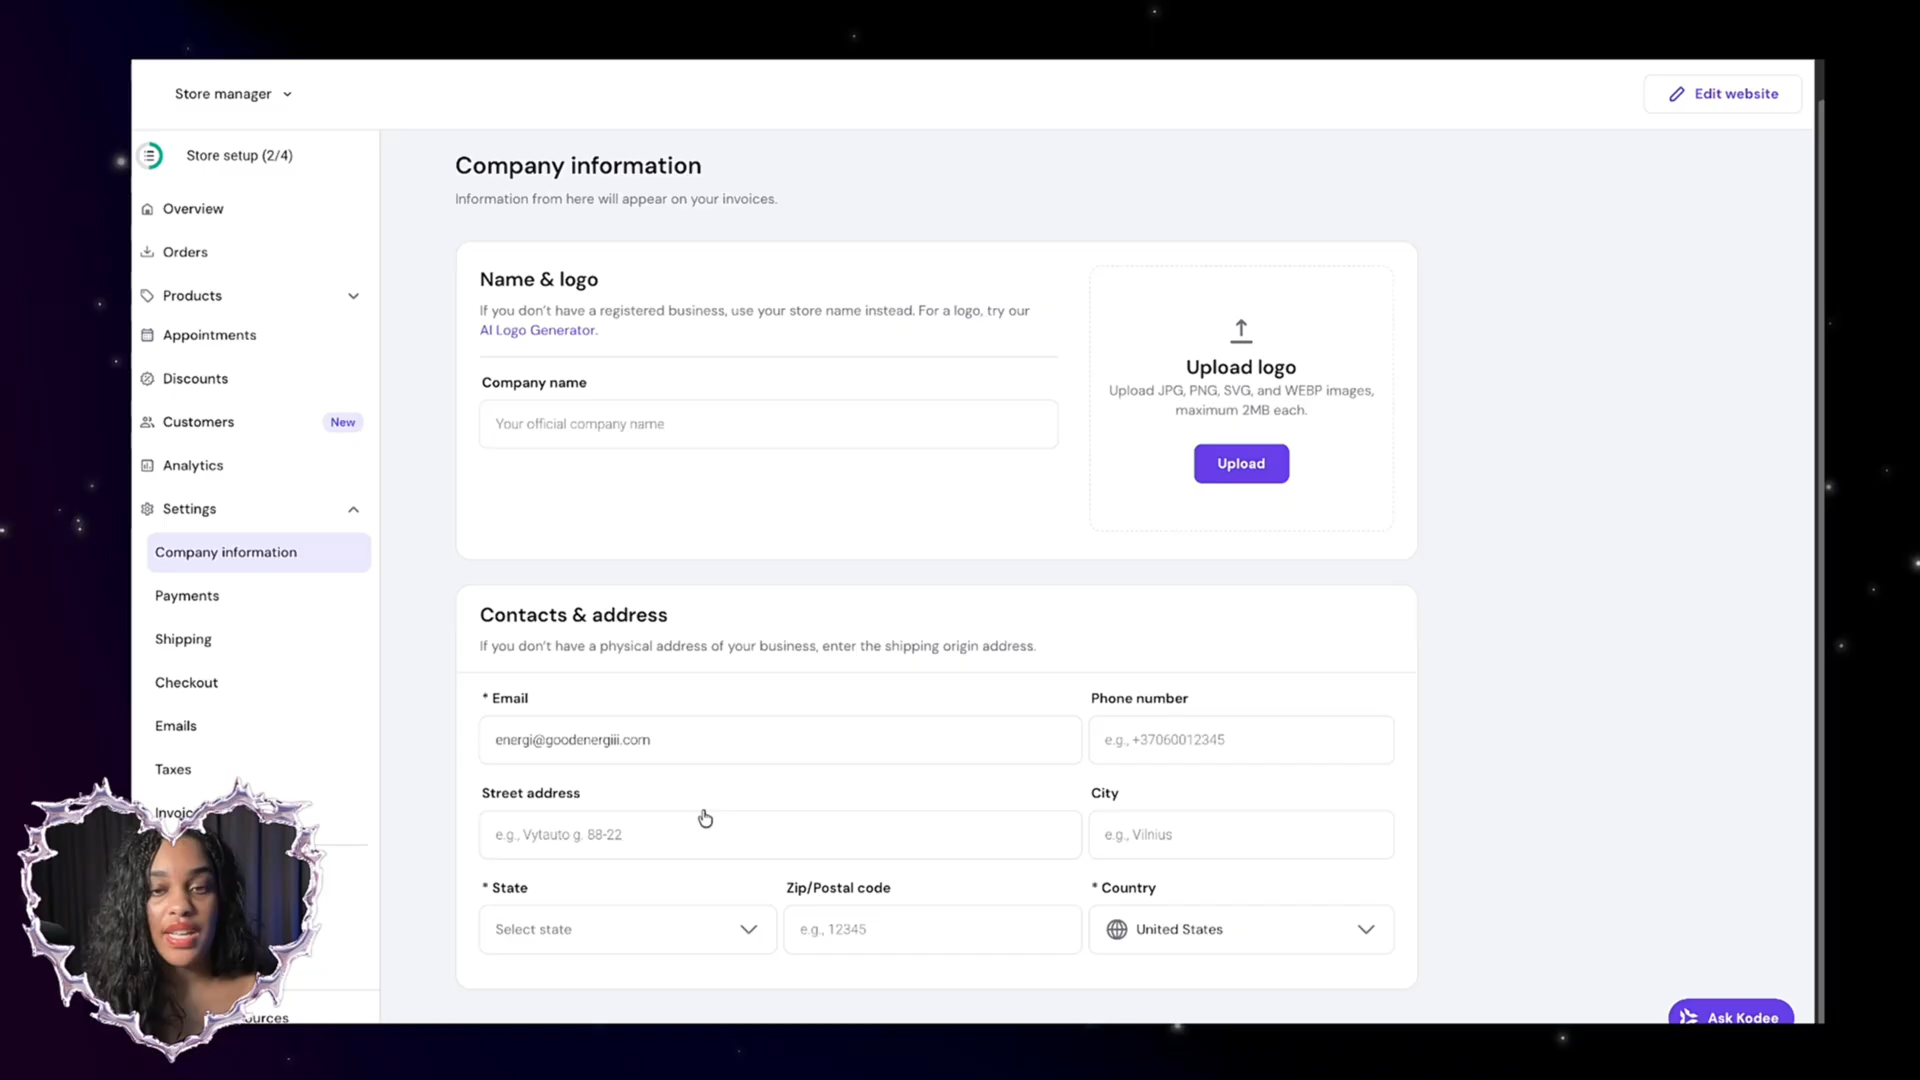 Store manager
Edit website
Store setup (2/4)
Overview
Orders
Products
Appointments
Discounts
Customers
New
Analytics
Settings
Company information
Payments
Shipping
Checkout
Emails
Taxes
Company information
Information from here will appear on your invoices.
Name & logo
If you don't have a registered business, use your store name instead. For a logo, try our
AI Logo Generator.
Company name
Your official company name
Upload logo
Upload JPG, PNG, SVG, and WEBP images,
maximum 2MB each.
Upload
Contacts & address
If you don't have a physical address of your business, enter the shipping origin address.
* Email
Phone number
energi@goodenergiii.com
e.g., +37060012345
Street address
City
e.g., Vytauto g. 88-22
e.g., Vilnius
* State
Zip/Postal code
* Country
Select state
e.g., 12345
United States
Ask Kodee